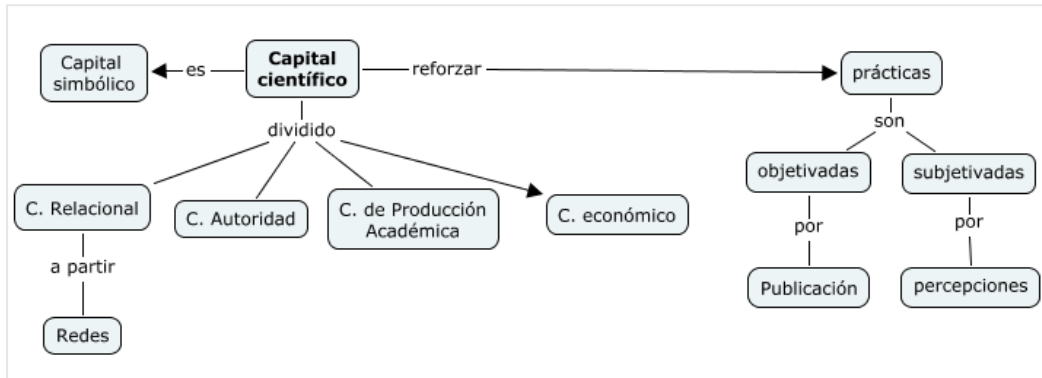 Capital
simbólico
es
Capital
científico
reforzar
prácticas
dividido
son
objetivadas
subjetivadas
C. Relacional
C. Autoridad
C. de Producción
Académica
C. económico
por
por
a partir
Publicación
percepciones
Redes